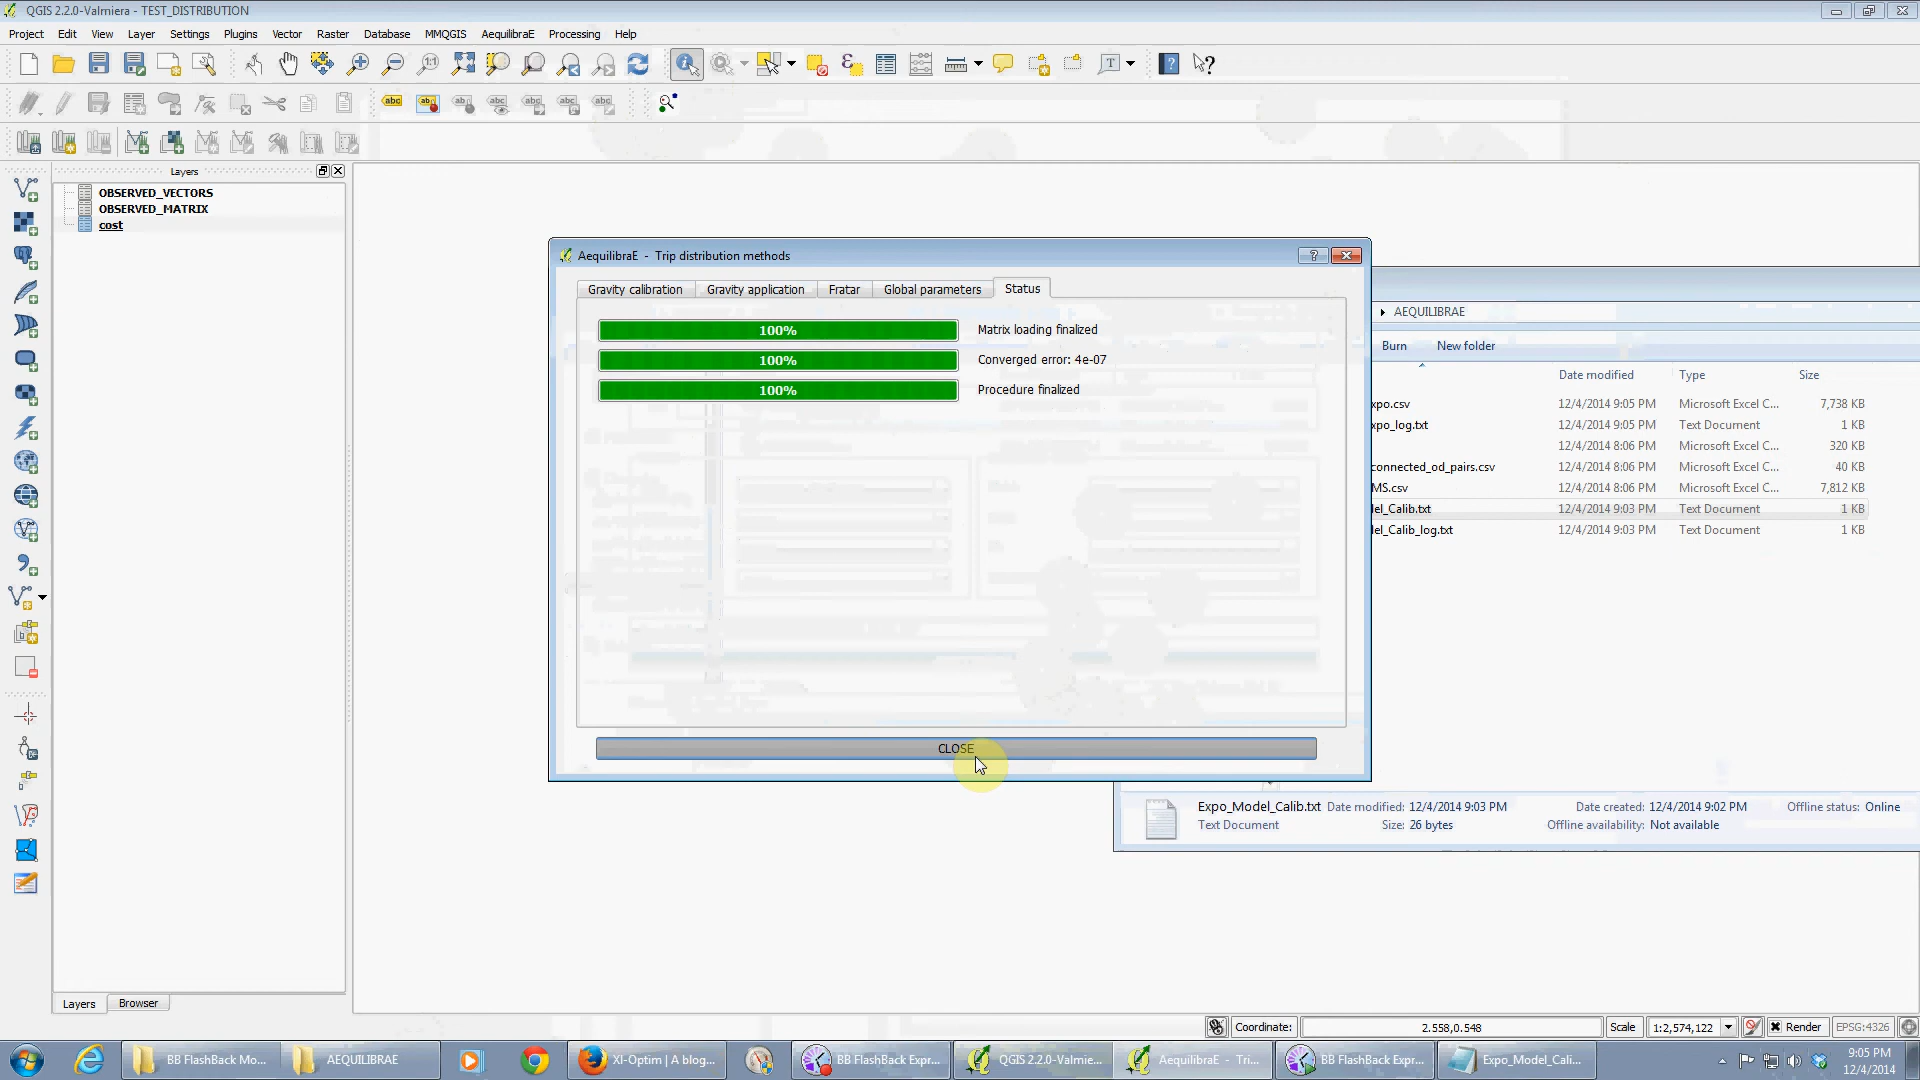 QGIS 2.2.0-Valmiera - TEST_DISTRIBUTION
Project Edit View Layer Settings Plugins Vector Raster Database MMQGIS AequilibraE Processing Help
Layers
OBSERVED_VECTORS
OBSERVED_MATRIX
cost
AequilibraE - Trip distribution methods
Gravity calibration Gravity application Fratar Global parameters Status
100% Matrix loading finalized
100% Converged error: 4e-07
100% Procedure finalized
CLOSE
AEQUILIBRAE
Burn New folder
Date modified Type Size
xpo.csv 12/4/2014 9:05 PM Microsoft Excel C... 7,738 KB
xpo_log.txt 12/4/2014 9:05 PM Text Document 1 KB
12/4/2014 8:06 PM Microsoft Excel C... 320 KB
connected_od_pairs.csv 12/4/2014 8:06 PM Microsoft Excel C... 40 KB
MS.csv 12/4/2014 8:06 PM Microsoft Excel C... 7,812 KB
el_Calib.txt 12/4/2014 9:03 PM Text Document 1 KB
el_Calib_log.txt 12/4/2014 9:03 PM Text Document 1 KB
Expo_Model_Calib.txt Date modified: 12/4/2014 9:03 PM Date created: 12/4/2014 9:02 PM Offline status: Online
Text Document Size: 26 bytes Offline availability: Not available
Layers Browser
Coordinate: 2.558,0.548 Scale 1:2,574,122 Render EPSG:4326
BB FlashBack Mo... AEQUILIBRAE XI-Optim | A blog... BB FlashBack Expr... QGIS 2.2.0-Valmie... AequilibraE - Tri... BB FlashBack Expr... Expo_Model_Cali...
9:05 PM
12/4/2014